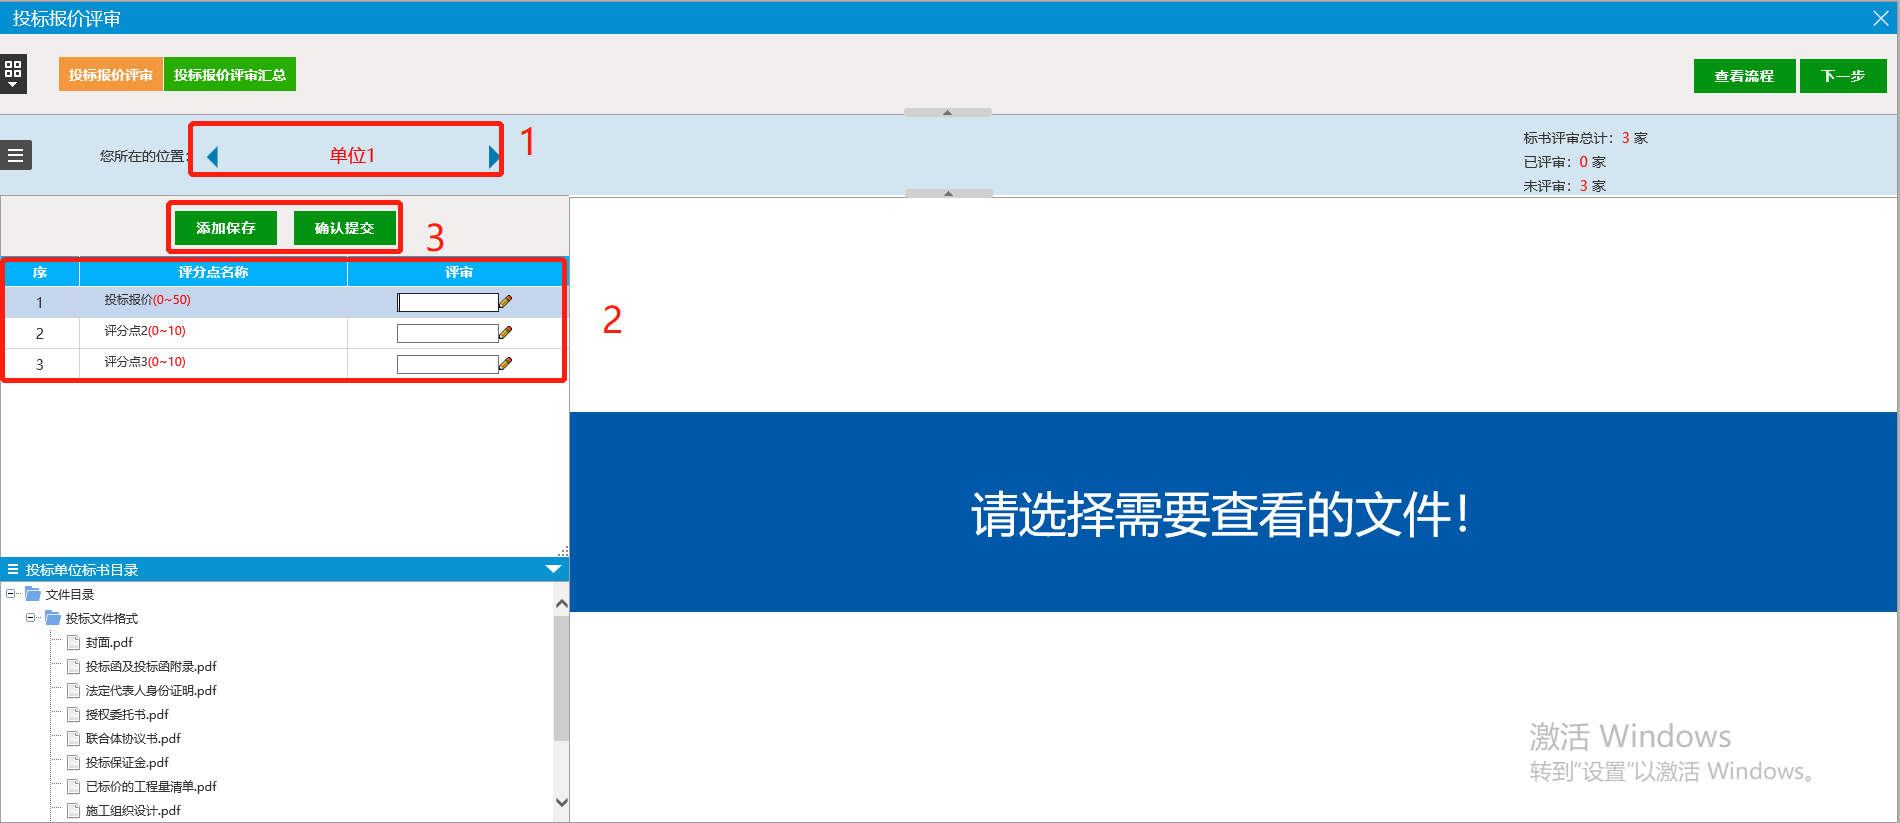 投标报价评审
投标报价评审 投标报价评审汇总 查看流程 下一步
您所在的位置: 单位1 1
标书评审总计：3 家
已评审：0 家
未评审：3 家
添加保存 确认提交 3
序 评分点名称 评审
1 投标报价(0~50)
2 评分点2(0~10)
3 评分点3(0~10)
2
请选择需要查看的文件！
投标单位标书目录
文件目录
投标文件格式
封面.pdf
投标函及投标函附录.pdf
法定代表人身份证明.pdf
授权委托书.pdf
联合体协议书.pdf
投标保证金.pdf
已标价的工程量清单.pdf
施工组织设计.pdf
激活 Windows
转到“设置”以激活 Windows。